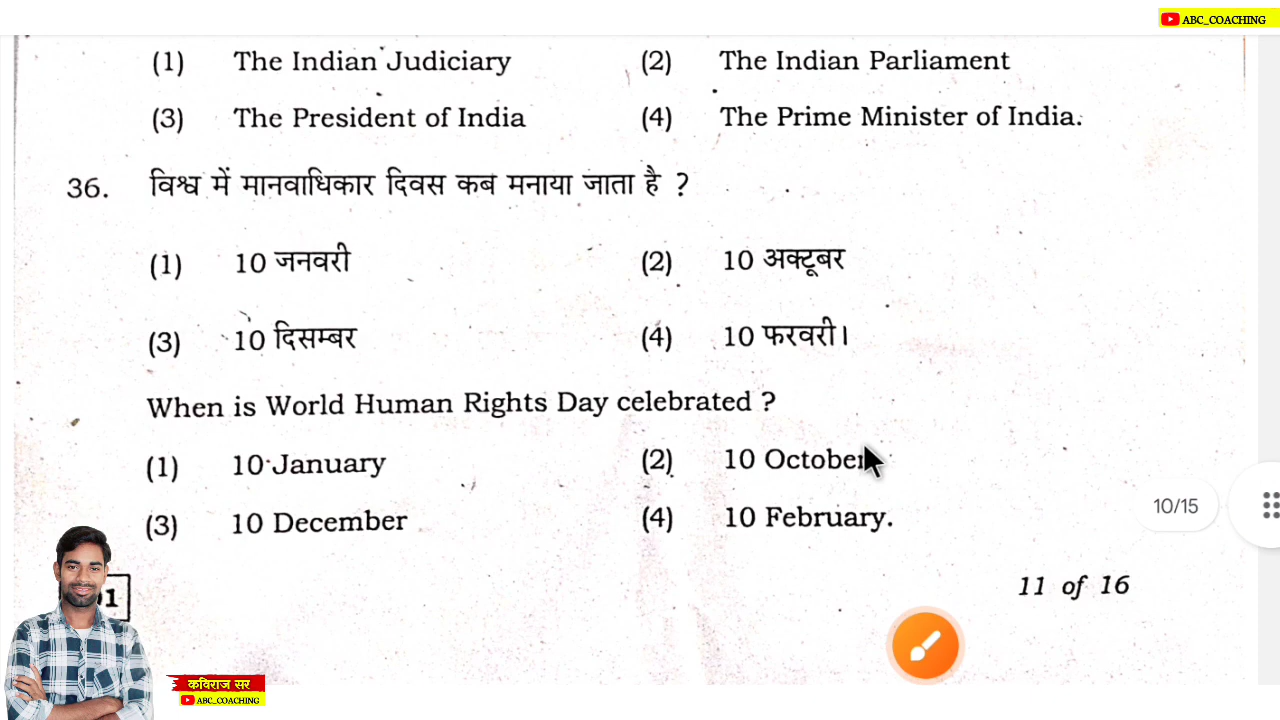 ABC_COACHING
(1) The Indian Judiciary (2) The Indian Parliament
(3) The President of India (4) The Prime Minister of India.
36. विश्व में मानवाधिकार दिवस कब मनाया जाता है ?
(1) 10 जनवरी (2) 10 अक्टूबर
(3) 10 दिसम्बर (4) 10 फरवरी।
When is World Human Rights Day celebrated ?
(1) 10 January (2) 10 October
(3) 10 December (4) 10 February.
10/15
11 of 16
कविराज सर
ABC_COACHING